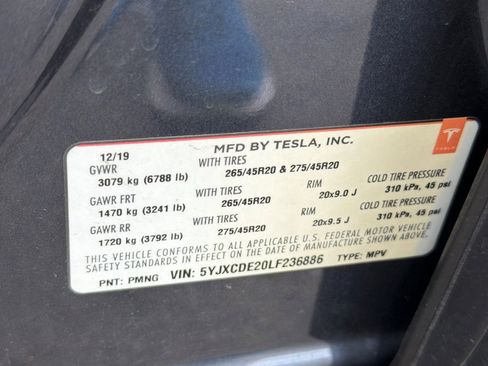 MFD BY TESLA, INC.
TESLA
12/19
GVWR WITH TIRES
3079 kg (6788 lb) 265/45R20 & 275/45R20
GAWR FRT WITH TIRES RIM COLD TIRE PRESSURE
1470 kg (3241 lb) 265/45R20 20x9.0 J 310 kPa, 45 psi
GAWR RR WITH TIRES RIM COLD TIRE PRESSURE
1720 kg (3792 lb) 275/45R20 20x9.5 J 310 kPa, 45 psi
THIS VEHICLE CONFORMS TO ALL APPLICABLE U.S. FEDERAL MOTOR VEHICLE
SAFETY STANDARDS IN EFFECT ON THE DATE OF MANUFACTURE SHOWN ABOVE.
PNT: PMNG VIN: 5YJXCDE20LF236886 TYPE: MPV